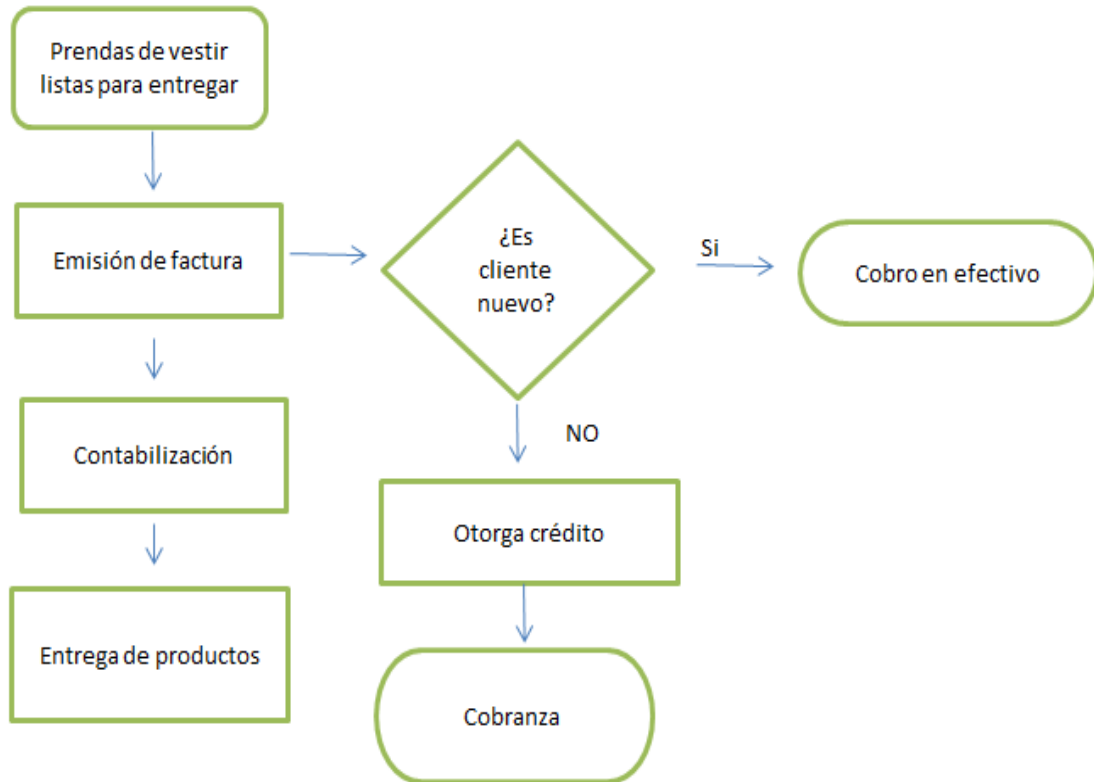 Prendas de vestir
listas para entregar
Emisión de factura
¿Es
cliente
nuevo?
Si
Cobro en efectivo
Contabilización
NO
Otorga crédito
Entrega de productos
Cobranza